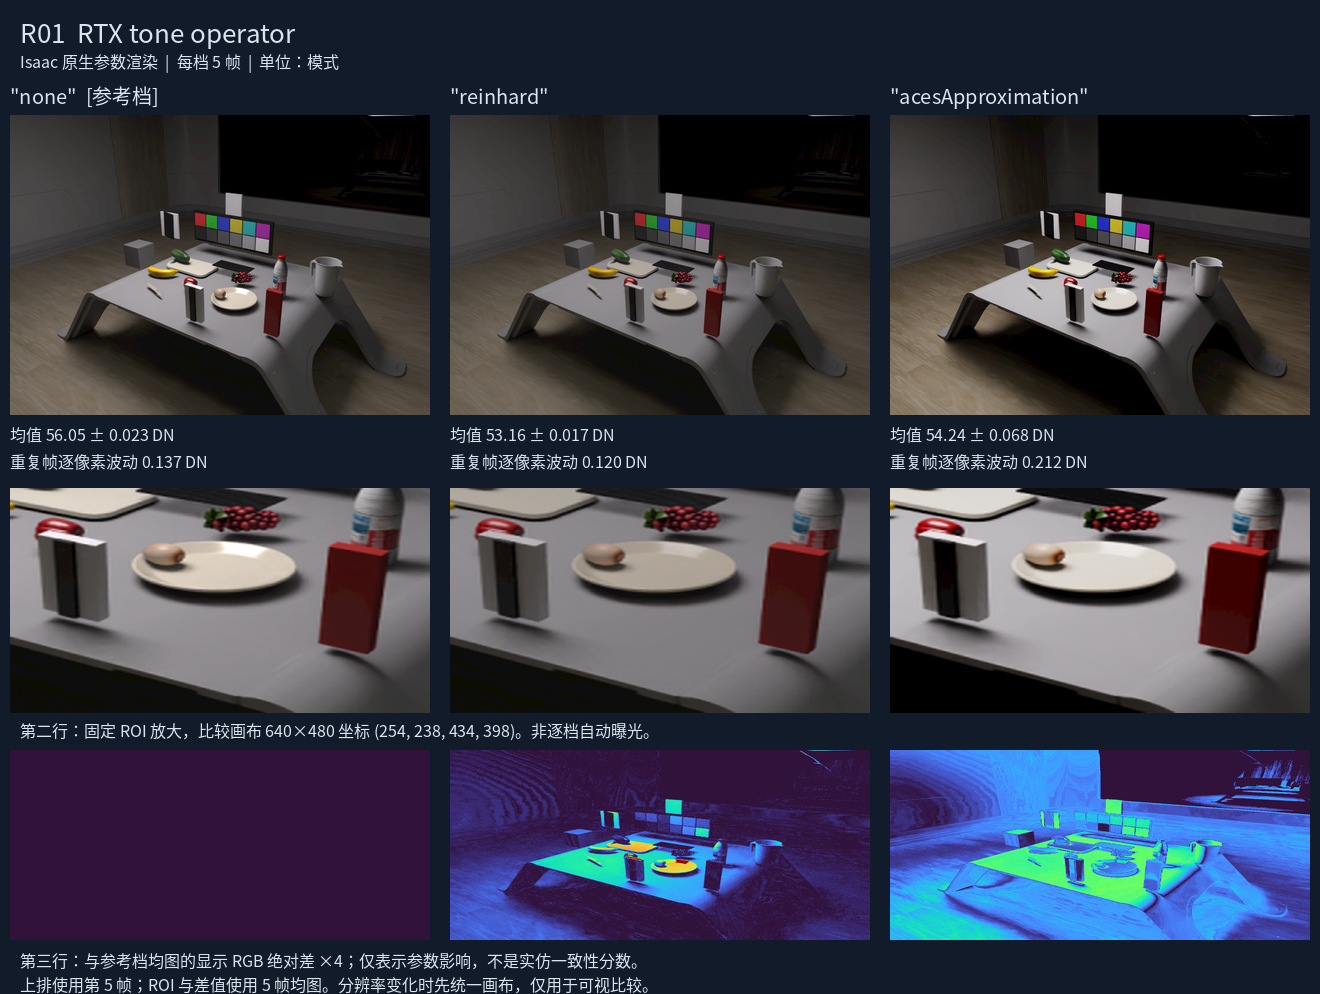 R01 RTX tone operator
Isaac 原生参数渲染 | 每档 5 帧 | 单位：模式
"none" [参考档]
"reinhard"
"acesApproximation"
均值 56.05 ± 0.023 DN
重复帧逐像素波动 0.137 DN
均值 53.16 ± 0.017 DN
重复帧逐像素波动 0.120 DN
均值 54.24 ± 0.068 DN
重复帧逐像素波动 0.212 DN
第二行：固定 ROI 放大，比较画布 640×480 坐标 (254, 238, 434, 398)。非逐档自动曝光。
第三行：与参考档均图的显示 RGB 绝对差 ×4；仅表示参数影响，不是实仿一致性分数。
上排使用第 5 帧；ROI 与差值使用 5 帧均图。分辨率变化时先统一画布，仅用于可视比较。